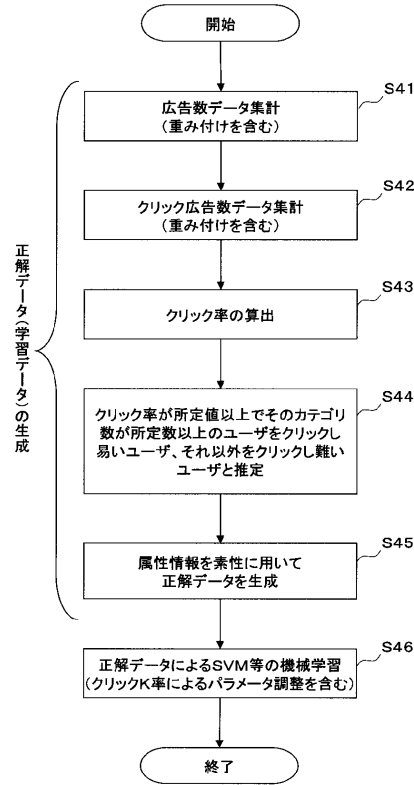 開始
S41
広告数データ集計
(重み付けを含む)
S42
クリック広告数データ集計
(重み付けを含む)
S43
クリック率の算出
S44
クリック率が所定値以上でそのカテゴリ
数が所定数以上のユーザをクリックし
易いユーザ、それ以外をクリックし難い
ユーザと推定
S45
属性情報を素性に用いて
正解データを生成
正解データ(学習データ)の生成
S46
正解データによるSVM等の機械学習
(クリックK率によるパラメータ調整を含む)
終了